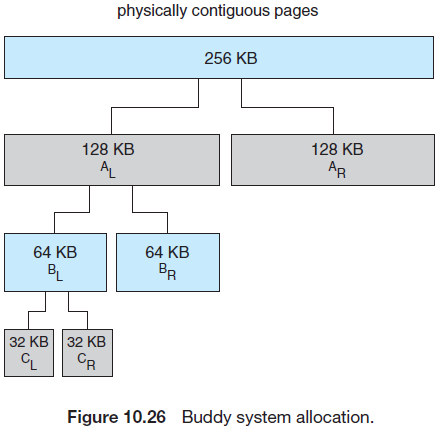 physically contiguous pages
256 KB
128 KB
AL
128 KB
AR
64 KB
BL
64 KB
BR
32 KB
CL
32 KB
CR
Figure 10.26 Buddy system allocation.